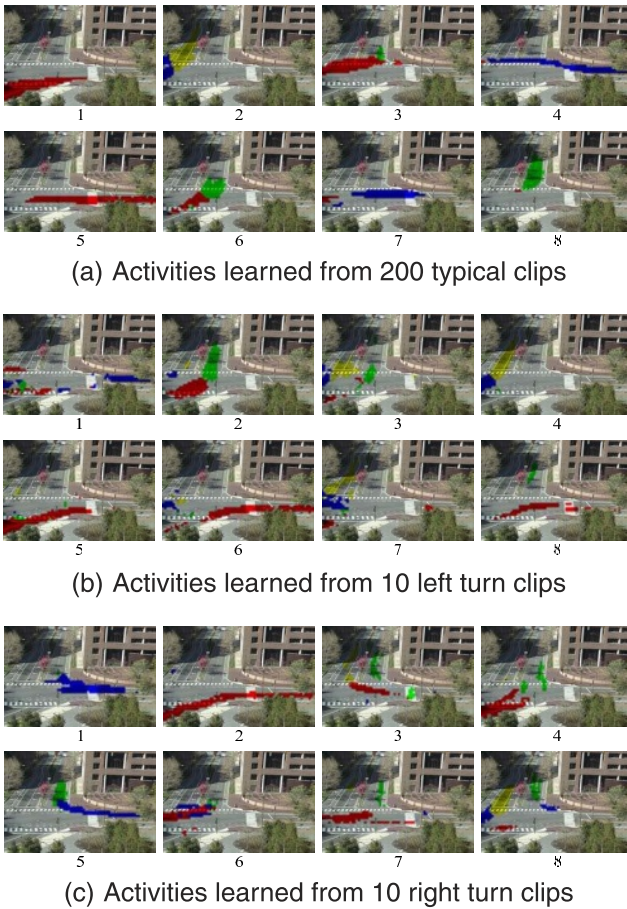 1 2 3 4
5 6 7 8
(a) Activities learned from 200 typical clips
1 2 3 4
5 6 7 8
(b) Activities learned from 10 left turn clips
1 2 3 4
5 6 7 8
(c) Activities learned from 10 right turn clips